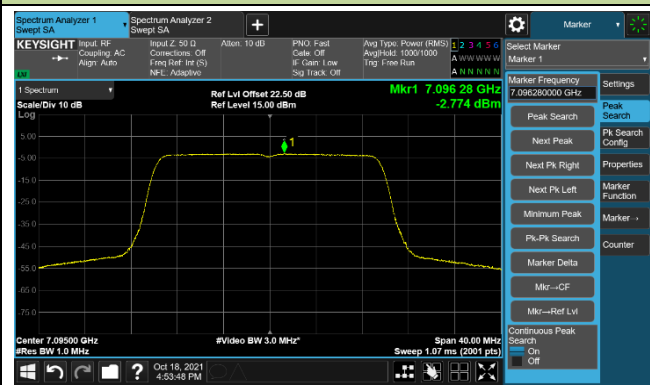 Spectrum Analyzer 1
Swept SA
Spectrum Analyzer 2
Swept SA
+
Marker
KEYSIGHT
Input: RF
Coupling: AC
Align: Auto
Input Z: 50 Ω
Corrections: Off
Freq Ref: Int (S)
NFE: Adaptive
Atten: 10 dB
PNO: Fast
Gate: Off
IF Gain: Low
Sig Track: Off
Avg Type: Power (RMS)
Avg|Hold: 1000/1000
Trig: Free Run
1 2 3 4 5 6
A W W W W W
A N N N N N
Select Marker
Marker 1
1 Spectrum
Scale/Div 10 dB
Log
Ref Lvl Offset 22.50 dB
Ref Level 15.00 dBm
Mkr1 7.096 28 GHz
-2.774 dBm
5.00
-5.00
-15.0
-25.0
-35.0
-45.0
-55.0
-65.0
-75.0
1
Center 7.09500 GHz
#Res BW 1.0 MHz
#Video BW 3.0 MHz*
Span 40.00 MHz
Sweep 1.07 ms (2001 pts)
Marker Frequency
7.096280000 GHz
Peak Search
Next Peak
Next Pk Right
Next Pk Left
Minimum Peak
Pk-Pk Search
Marker Delta
Mkr→CF
Mkr→Ref Lvl
Continuous Peak
Search
On
Off
Settings
Peak
Search
Pk Search
Config
Properties
Marker
Function
Marker→
Counter
?
Oct 18, 2021
4:53:48 PM